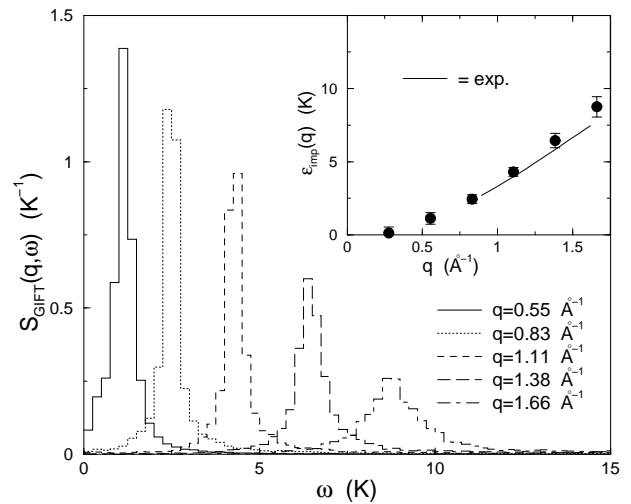 1.5
1
0.5
0
S_GIFT(q,ω) (K⁻¹)
0
5
10
15
ω (K)
10
5
0
ε_imp(q) (K)
= exp.
0
0.5
1
1.5
q (Å⁻¹)
q=0.55 Å⁻¹
q=0.83 Å⁻¹
q=1.11 Å⁻¹
q=1.38 Å⁻¹
q=1.66 Å⁻¹